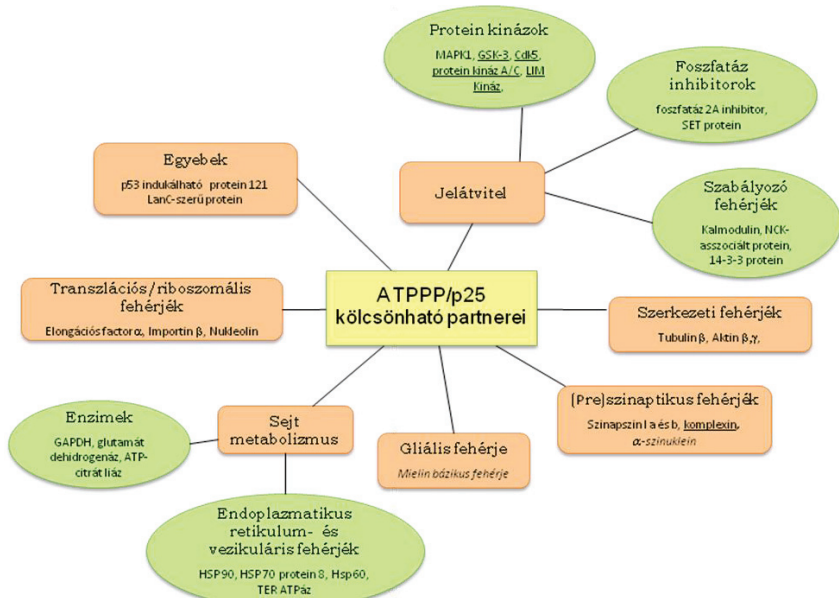 Protein kinázok
MAPK1, GSK-3, Cdk5,
protein kináz A/C, LIM
Kináz,
Foszfatáz
inhibitorok
foszfatáz 2A inhibitor,
SET protein
Egyebek
p53 indukálható protein 121
LanC-szerű protein
Jelátvitel
Szabályozó
fehérjék
Kalmodulin, NCK-
asszociált protein,
14-3-3 protein
Transzlációs/riboszomális
fehérjék
Elongációs factor α, Importin β, Nukleolin
ATPPP/p25
kölcsönható partnerei
Szerkezeti fehérjék
Tubulin β, Aktin β,γ,
(Pre)szinaptikus fehérjék
Szinapszin I a és b, komplexin,
α-szinuklein
Enzimek
GAPDH, glutamát
dehidrogenáz, ATP-
citrát liáz
Sejt
metabolizmus
Gliális fehérje
Mielin bázikus fehérje
Endoplazmatikus
retikulum- és
vezikuláris fehérjék
HSP90, HSP70 protein 8, Hsp60,
TER ATPáz